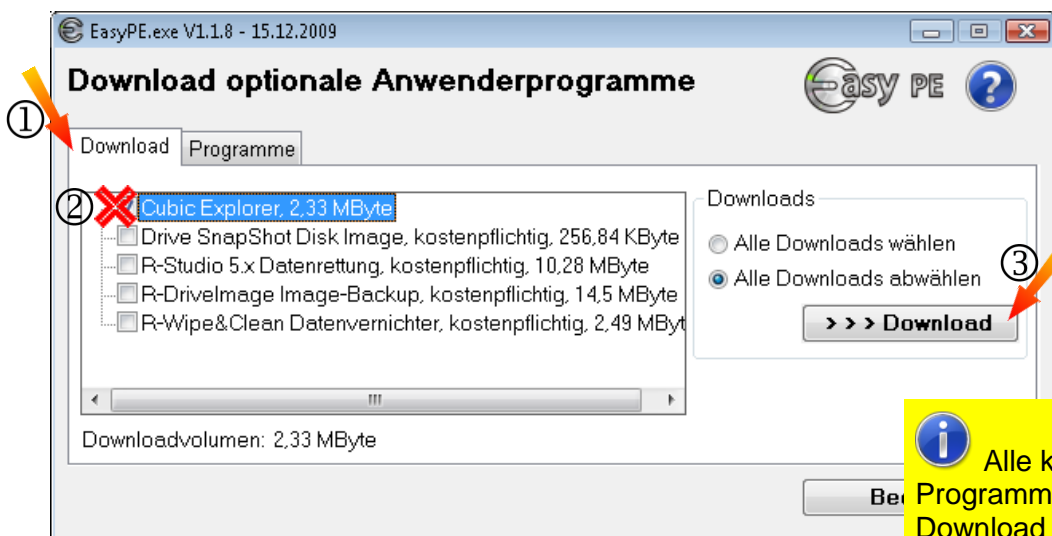 EasyPE.exe V1.1.8 - 15.12.2009
Download optionale Anwenderprogramme
Easy PE
?
①
Download
Programme
②
Cubic Explorer, 2,33 MByte
Drive SnapShot Disk Image, kostenpflichtig, 256,84 KByte
R-Studio 5.x Datenrettung, kostenpflichtig, 10,28 MByte
R-DriveImage Image-Backup, kostenpflichtig, 14,5 MByte
R-Wipe&Clean Datenvernichter, kostenpflichtig, 2,49 MByt
Downloads
Alle Downloads wählen
Alle Downloads abwählen
③
> > > Download
Downloadvolumen: 2,33 MByte
i
Alle k
Be
Programm
Download